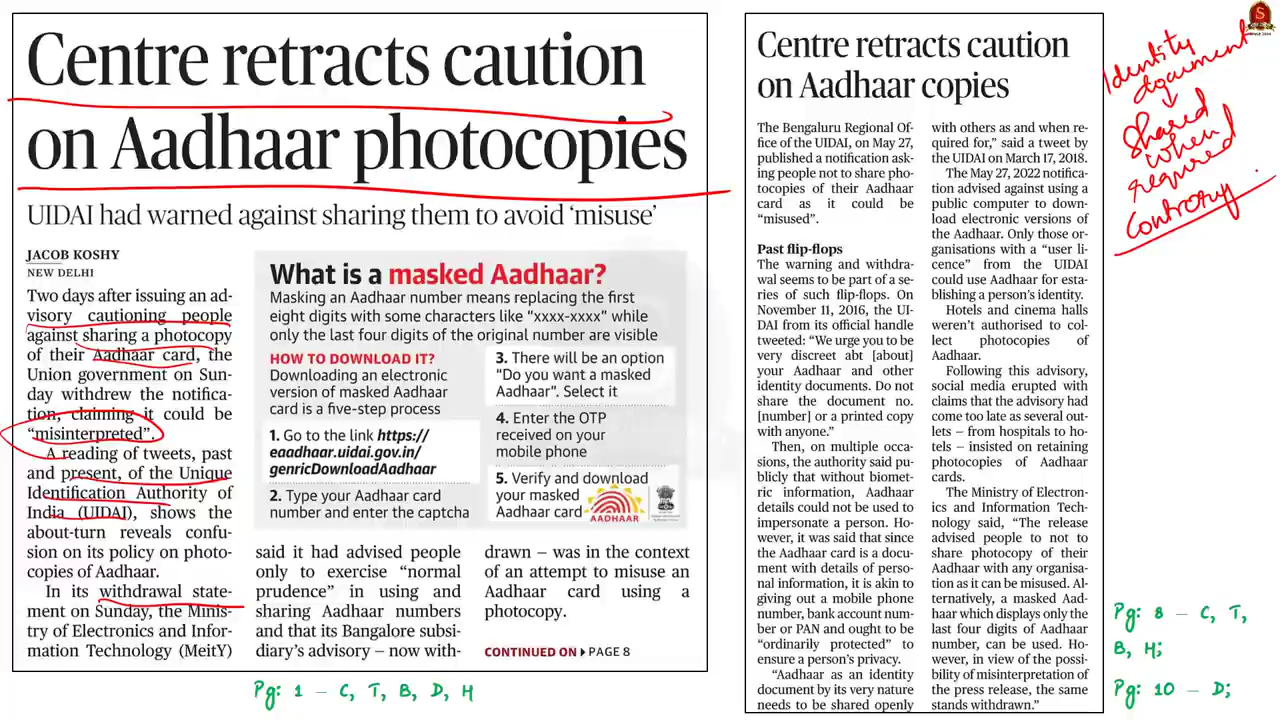 Centre retracts caution
on Aadhaar photocopies
UIDAI had warned against sharing them to avoid ‘misuse’
JACOB KOSHY
NEW DELHI
Two days after issuing an ad-
visory cautioning people
against sharing a photocopy
of their Aadhaar card, the
Union government on Sun-
day withdrew the notifica-
tion, claiming it could be
“misinterpreted”.
A reading of tweets, past
and present, of the Unique
Identification Authority of
India (UIDAI), shows the
about-turn reveals confu-
sion on its policy on photo-
copies of Aadhaar.
In its withdrawal state-
ment on Sunday, the Minis-
try of Electronics and Infor-
mation Technology (MeitY)
What is a masked Aadhaar?
Masking an Aadhaar number means replacing the first
eight digits with some characters like “xxxx-xxxx” while
only the last four digits of the original number are visible
HOW TO DOWNLOAD IT?
Downloading an electronic
version of masked Aadhaar
card is a five-step process
1. Go to the link https://
eaadhaar.uidai.gov.in/
genricDownloadAadhaar
2. Type your Aadhaar card
number and enter the captcha
3. There will be an option
“Do you want a masked
Aadhaar”. Select it
4. Enter the OTP
received on your
mobile phone
5. Verify and download
your masked
Aadhaar card
AADHAAR
said it had advised people
only to exercise “normal
prudence” in using and
sharing Aadhaar numbers
and that its Bangalore subsi-
diary’s advisory – now with-
drawn – was in the context
of an attempt to misuse an
Aadhaar card using a
photocopy.
CONTINUED ON PAGE 8
Pg: 1 – C, T, B, D, H
Centre retracts caution
on Aadhaar copies
The Bengaluru Regional Of-
fice of the UIDAI, on May 27,
published a notification ask-
ing people not to share pho-
tocopies of their Aadhaar
card as it could be
“misused”.
Past flip-flops
The warning and withdra-
wal seems to be part of a se-
ries of such flip-flops. On
November 11, 2016, the UI-
DAI from its official handle
tweeted: “We urge you to be
very discreet abt [about]
your Aadhaar and other
identity documents. Do not
share the document no.
[number] or a printed copy
with anyone.”
Then, on multiple occa-
sions, the authority said pu-
blicly that without biomet-
ric information, Aadhaar
details could not be used to
impersonate a person. Ho-
wever, it was said that since
the Aadhaar card is a docu-
ment with details of perso-
nal information, it is akin to
giving out a mobile phone
number, bank account num-
ber or PAN and ought to be
“ordinarily protected” to
ensure a person’s privacy.
“Aadhaar as an identity
document by its very nature
needs to be shared openly
with others as and when re-
quired for,” said a tweet by
the UIDAI on March 17, 2018.
The May 27, 2022 notifica-
tion advised against using a
public computer to down-
load electronic versions of
the Aadhaar. Only those or-
ganisations with a “user li-
cence” from the UIDAI
could use Aadhaar for esta-
blishing a person’s identity.
Hotels and cinema halls
weren’t authorised to col-
lect photocopies of
Aadhaar.
Following this advisory,
social media erupted with
claims that the advisory had
come too late as several out-
lets – from hospitals to ho-
tels – insisted on retaining
photocopies of Aadhaar
cards.
The Ministry of Electron-
ics and Information Tech-
nology said, “The release
advised people to not to
share photocopy of their
Aadhaar with any organisa-
tion as it can be misused. Al-
ternatively, a masked Aad-
haar which displays only the
last four digits of Aadhaar
number, can be used. Ho-
wever, in view of the possi-
bility of misinterpretation of
the press release, the same
stands withdrawn.”
Identity
document
Shared
when
required
Contrary
Pg: 8 – C, T,
B, H;
Pg: 10 – D;